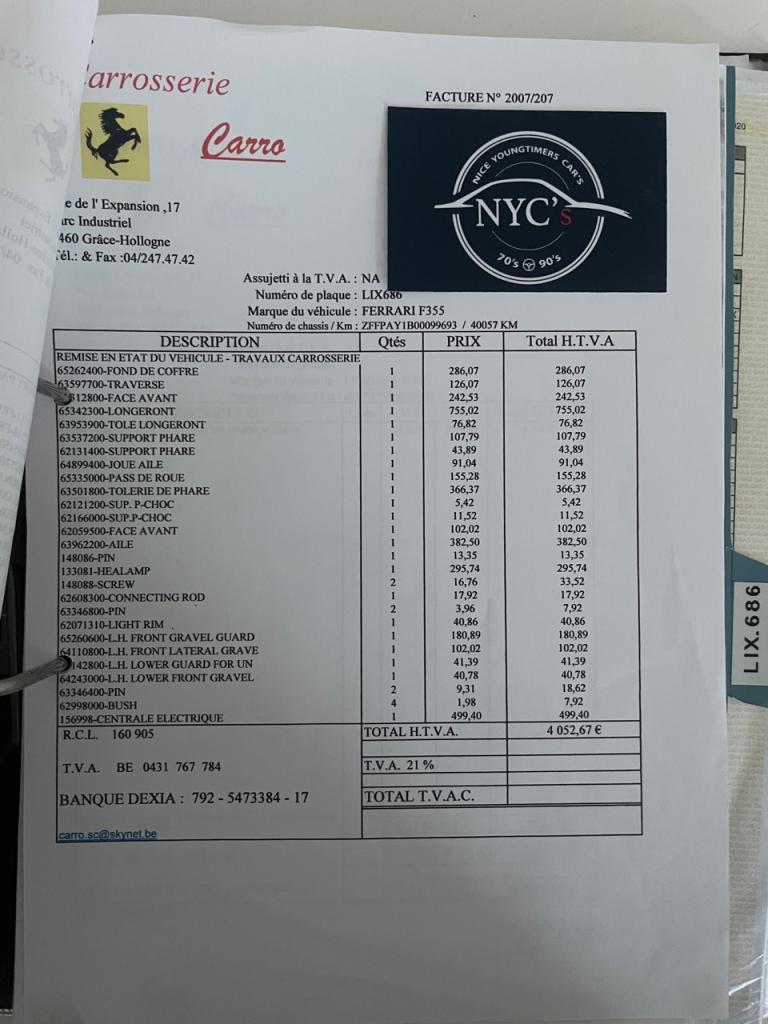 arrosserie
Carro
FACTURE N° 2007/207
NICE YOUNGTIMERS CAR'S
NYC's
70's 90's
e de l' Expansion ,17
rc Industriel
460 Grâce-Hollogne
Tél.: & Fax :04/247.47.42
Assujetti à la T.V.A. : NA
Numéro de plaque : LIX686
Marque du véhicule : FERRARI F355
Numéro de chassis / Km : ZFFPAY1B00099693 / 40057 KM
DESCRIPTION Qtés PRIX Total H.T.V.A
REMISE EN ETAT DU VEHICULE - TRAVAUX CARROSSERIE
65262400-FOND DE COFFRE 1 286,07 286,07
63597700-TRAVERSE 1 126,07 126,07
312800-FACE AVANT 1 242,53 242,53
65342300-LONGERONT 1 755,02 755,02
63953900-TOLE LONGERONT 1 76,82 76,82
63537200-SUPPORT PHARE 1 107,79 107,79
62131400-SUPPORT PHARE 1 43,89 43,89
64899400-JOUE AILE 1 91,04 91,04
65335000-PASS DE ROUE 1 155,28 155,28
63501800-TOLERIE DE PHARE 1 366,37 366,37
62121200-SUP. P-CHOC 1 5,42 5,42
62166000-SUP.P-CHOC 1 11,52 11,52
62059500-FACE AVANT 1 102,02 102,02
63962200-AILE 1 382,50 382,50
148086-PIN 1 13,35 13,35
133081-HEALAMP 1 295,74 295,74
148088-SCREW 2 16,76 33,52
62608300-CONNECTING ROD 1 17,92 17,92
63346800-PIN 2 3,96 7,92
62071310-LIGHT RIM 1 40,86 40,86
65260600-L.H. FRONT GRAVEL GUARD 1 180,89 180,89
64110800-L.H. FRONT LATERAL GRAVE 1 102,02 102,02
142800-L.H. LOWER GUARD FOR UN 1 41,39 41,39
64243000-L.H. LOWER FRONT GRAVEL 1 40,78 40,78
63346400-PIN 2 9,31 18,62
62998000-BUSH 4 1,98 7,92
156998-CENTRALE ELECTRIQUE 1 499,40 499,40
R.C.L. 160 905 TOTAL H.T.V.A. 4 052,67 €
T.V.A. BE 0431 767 784 T.V.A. 21 %
BANQUE DEXIA : 792 - 5473384 - 17 TOTAL T.V.A.C.
carro.sc@skynet.be
LIX.686